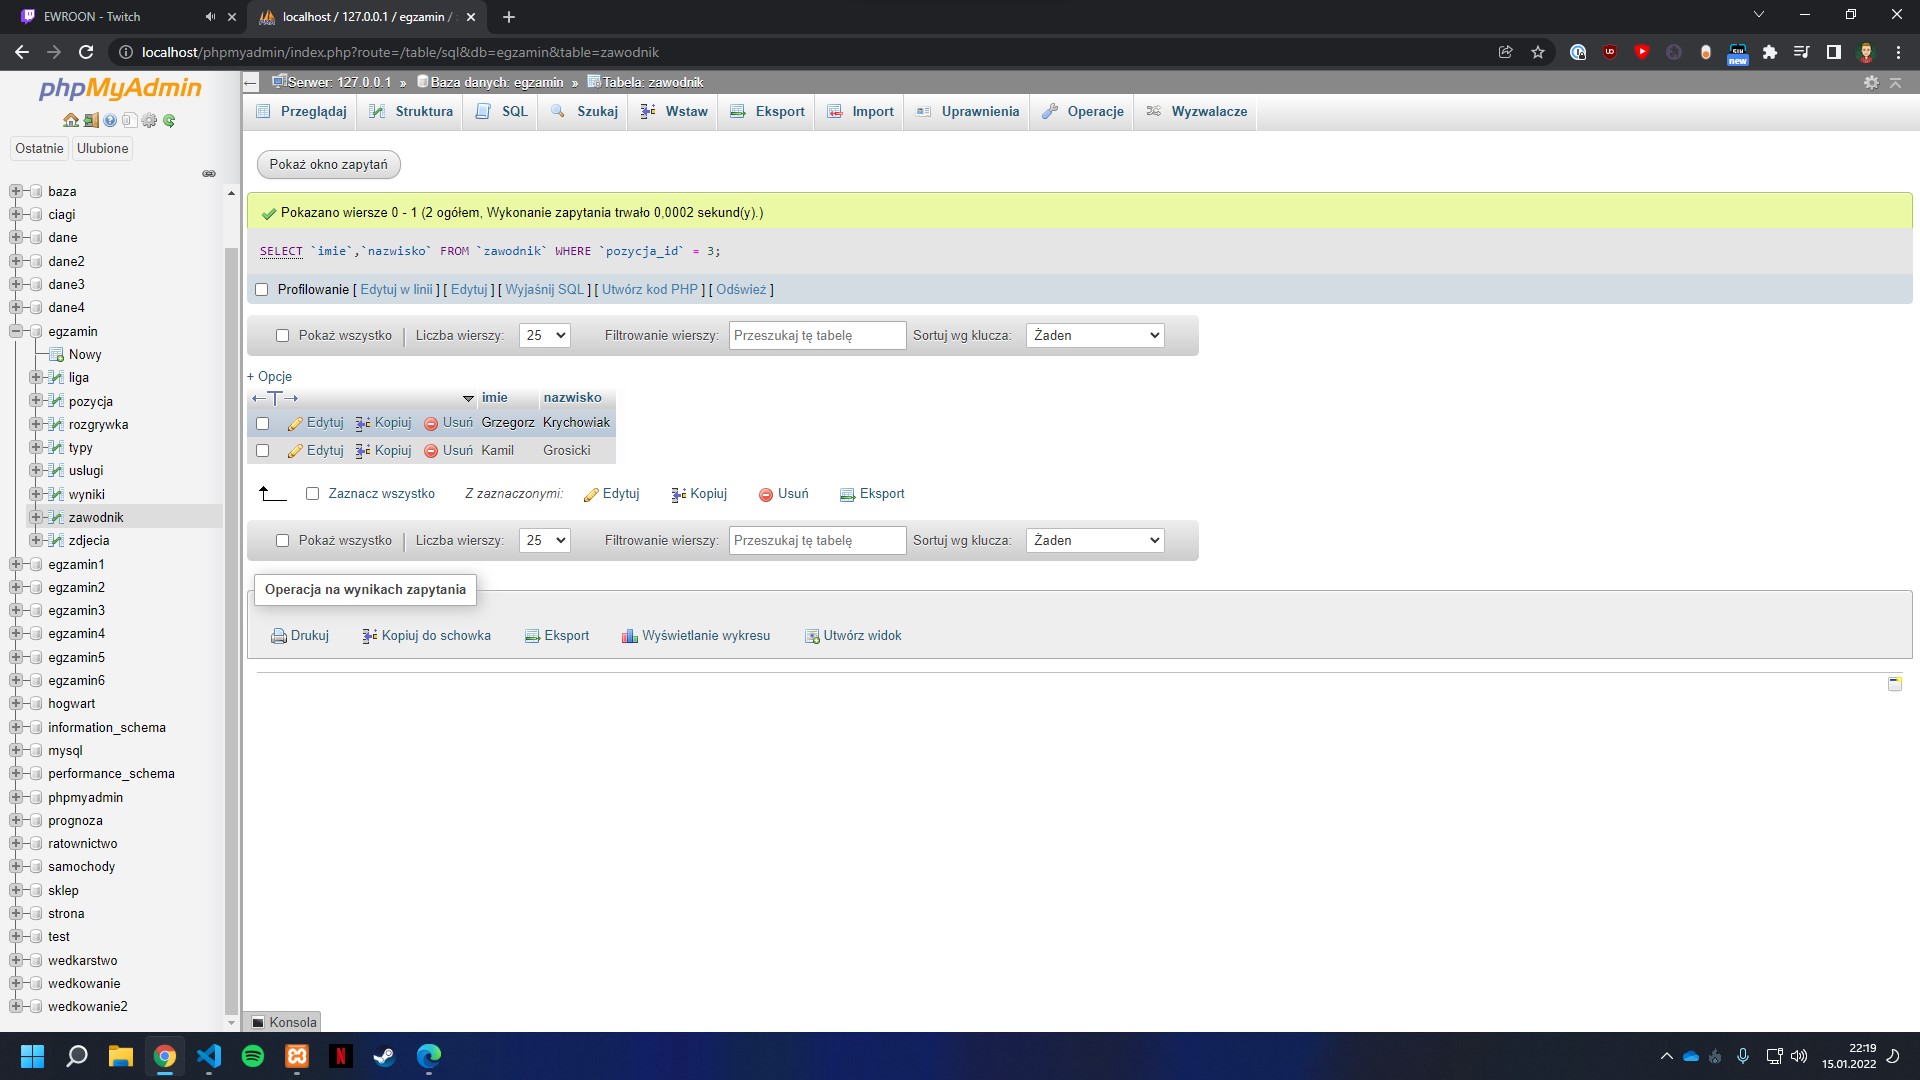 EWROON - Twitch
localhost / 127.0.0.1 / egzamin /
localhost/phpmyadmin/index.php?route=/table/sql&db=egzamin&table=zawodnik
new
phpMyAdmin
Ostatnie Ulubione
baza
ciagi
dane
dane2
dane3
dane4
egzamin
Nowy
liga
pozycja
rozgrywka
typy
uslugi
wyniki
zawodnik
zdjecia
egzamin1
egzamin2
egzamin3
egzamin4
egzamin5
egzamin6
hogwart
information_schema
mysql
performance_schema
phpmyadmin
prognoza
ratownictwo
samochody
sklep
strona
test
wedkarstwo
wedkowanie
wedkowanie2
Serwer: 127.0.0.1 » Baza danych: egzamin » Tabela: zawodnik
Przeglądaj Struktura SQL Szukaj Wstaw Eksport Import Uprawnienia Operacje Wyzwalacze
Pokaż okno zapytań
Pokazano wiersze 0 - 1 (2 ogółem, Wykonanie zapytania trwało 0,0002 sekund(y).)
SELECT `imie`,`nazwisko` FROM `zawodnik` WHERE `pozycja_id` = 3;
Profilowanie [ Edytuj w linii ] [ Edytuj ] [ Wyjaśnij SQL ] [ Utwórz kod PHP ] [ Odśwież ]
Pokaż wszystko | Liczba wierszy: 25 Filtrowanie wierszy: Przeszukaj tę tabelę Sortuj wg klucza: Żaden
+ Opcje
←T→ imie nazwisko
Edytuj Kopiuj Usuń Grzegorz Krychowiak
Edytuj Kopiuj Usuń Kamil Grosicki
Zaznacz wszystko Z zaznaczonymi: Edytuj Kopiuj Usuń Eksport
Pokaż wszystko | Liczba wierszy: 25 Filtrowanie wierszy: Przeszukaj tę tabelę Sortuj wg klucza: Żaden
Operacja na wynikach zapytania
Drukuj Kopiuj do schowka Eksport Wyświetlanie wykresu Utwórz widok
Konsola
22:19
15.01.2022